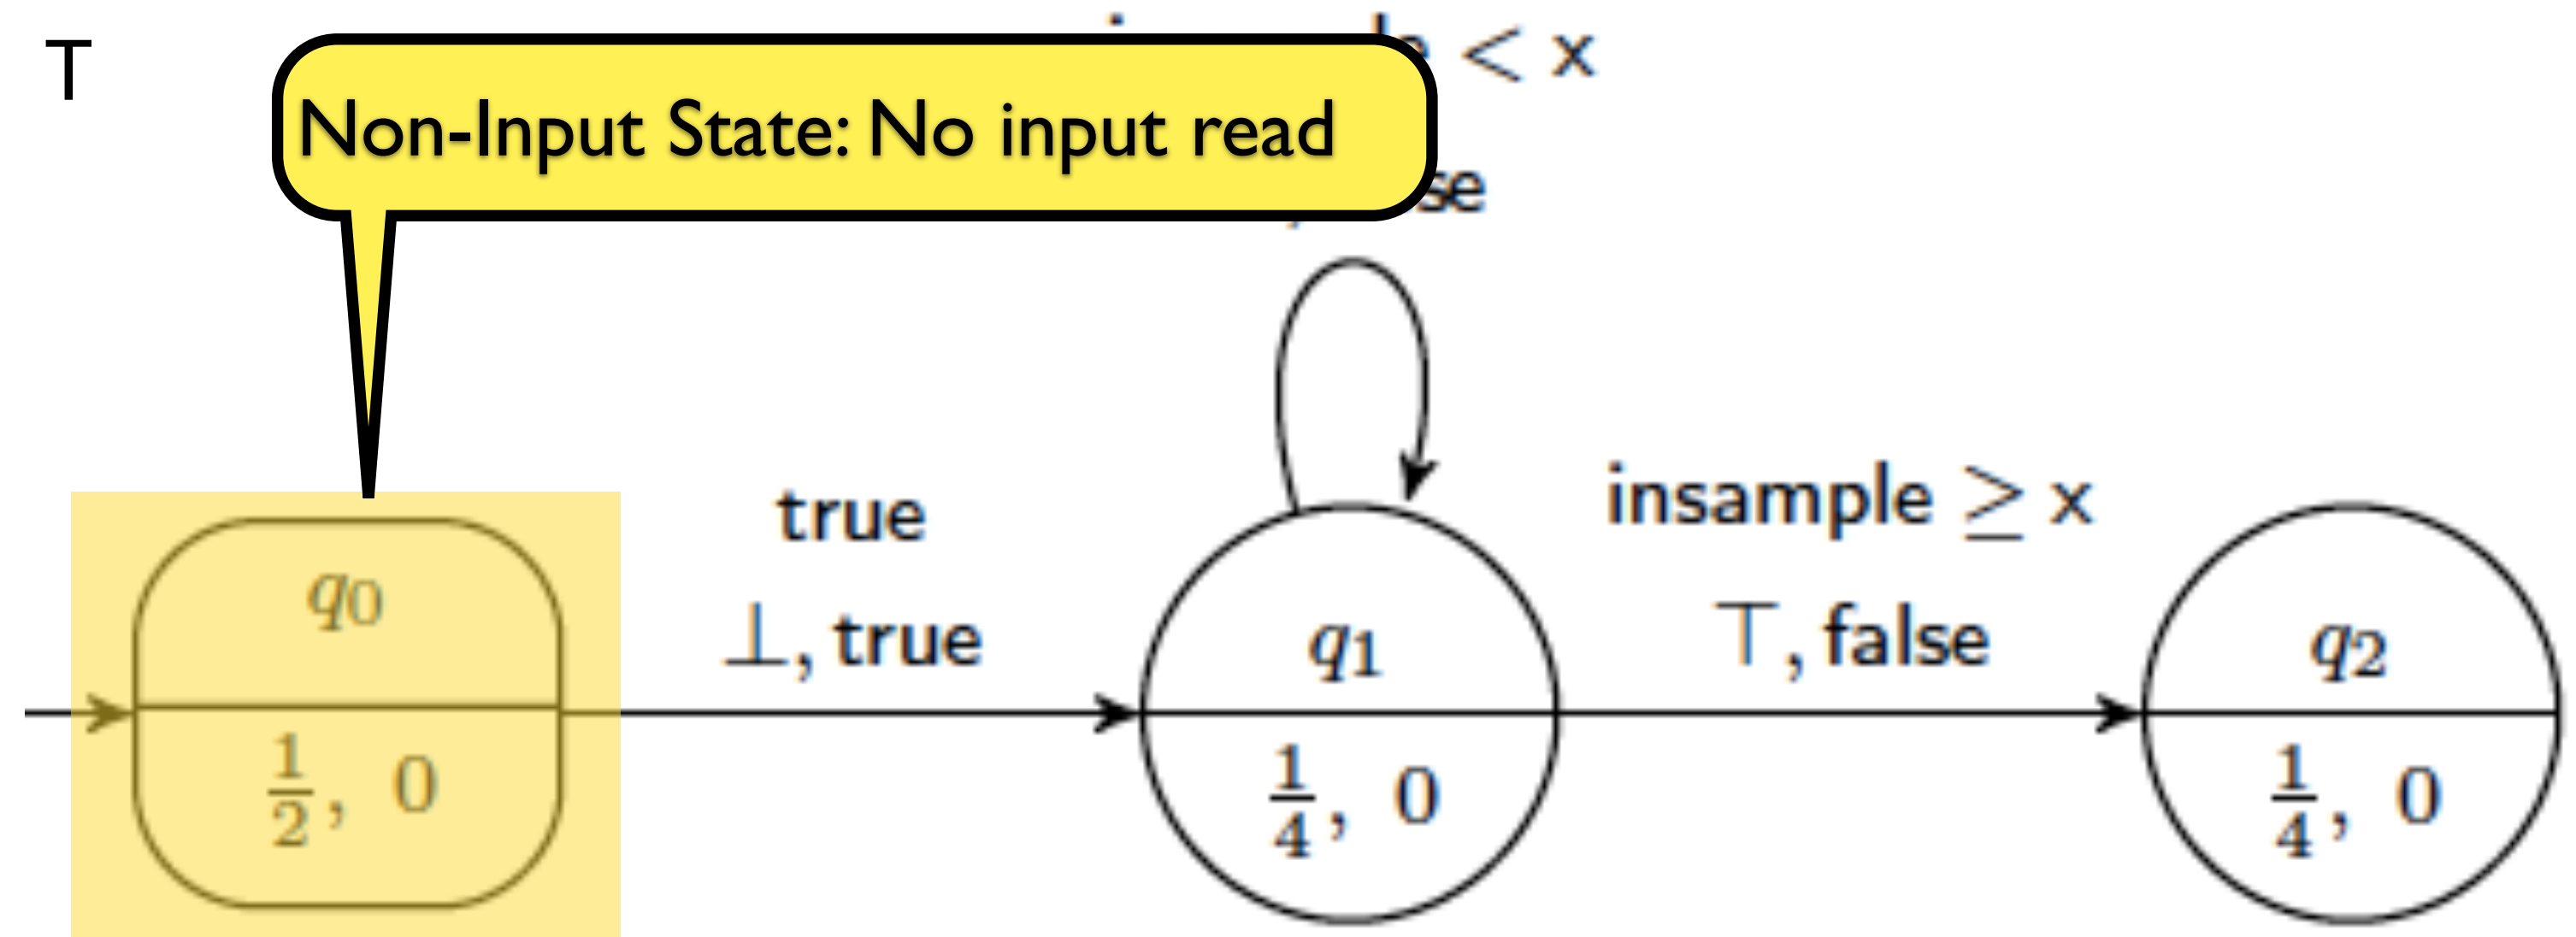 T
< x
Non-Input State: No input read
true
⊥, true
insample ≥ x
⊤, false
q₀
½, 0
q₁
¼, 0
q₂
¼, 0